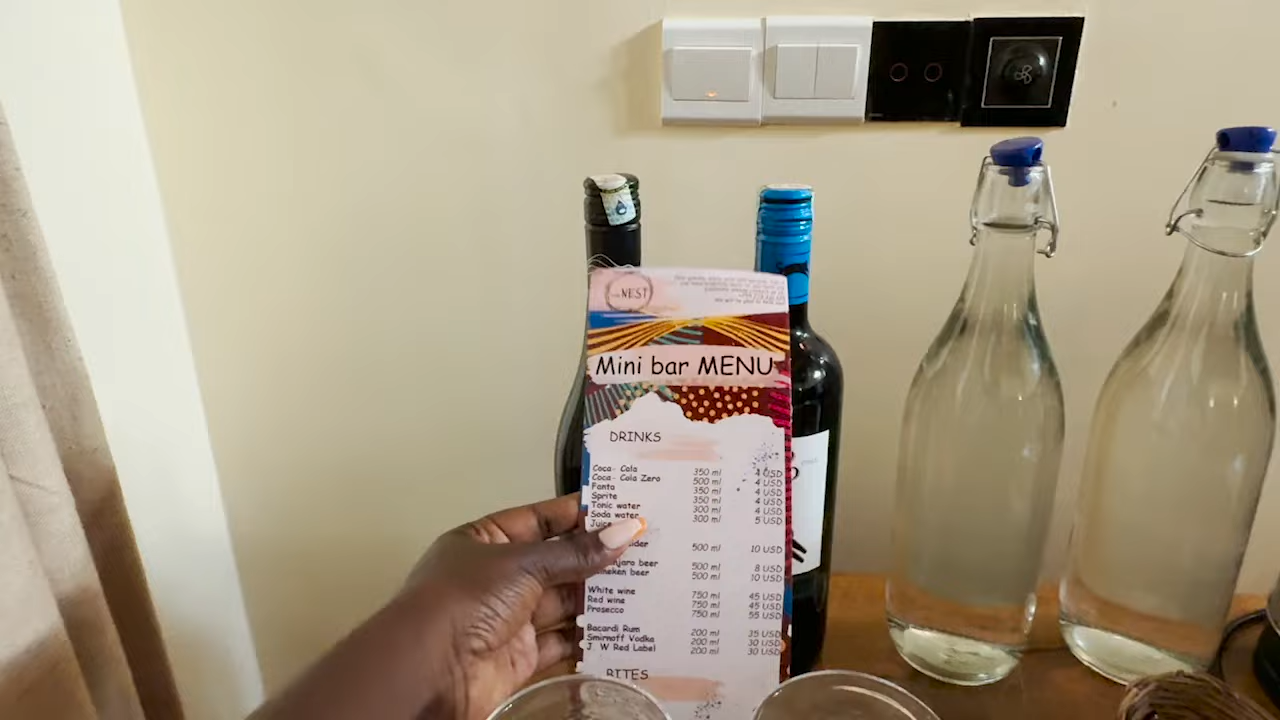 NEST
Mini bar MENU
DRINKS
Coca- Cola 350 ml 4 USD
Coca- Cola Zero 500 ml 4 USD
Fanta 350 ml 4 USD
Sprite 350 ml 4 USD
Tonic water 300 ml 4 USD
Soda water 300 ml 5 USD
Juice
500 ml 10 USD
beer 500 ml 8 USD
beer 500 ml 10 USD
White wine 750 ml 45 USD
Red wine 750 ml 45 USD
Prosecco 750 ml 55 USD
Bacardi Rum 200 ml 35 USD
Smirnoff Vodka 200 ml 30 USD
J. W Red Label 200 ml 30 USD
BITES